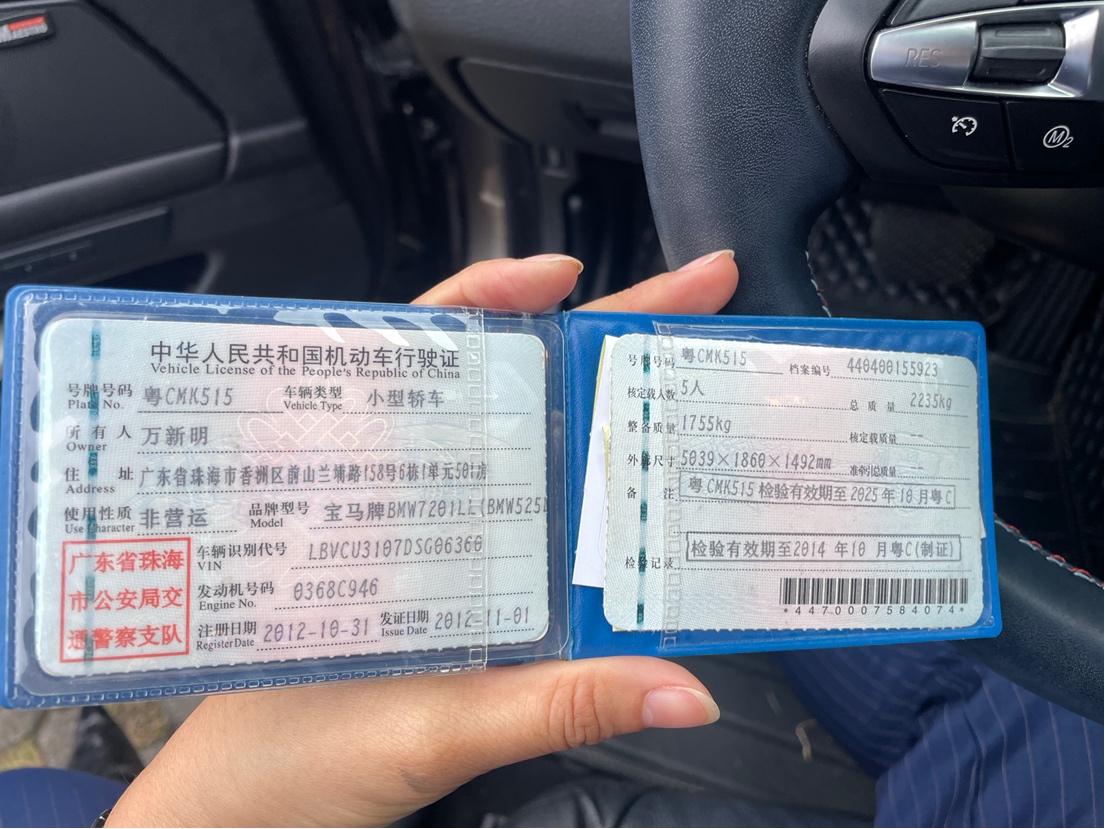 RES
M2
中华人民共和国机动车行驶证
Vehicle License of the People's Republic of China
号牌号码 粤CMK515 车辆类型 小型轿车
Plate No. Vehicle Type
所有人 万新明
Owner
住址 广东省珠海市香洲区前山兰埔路158号6栋1单元501房
Address
使用性质 非营运 品牌型号 宝马牌BMW7201LL(BMW525L
Use Character Model
广东省珠海
市公安局交
通警察支队
车辆识别代号 LBVCU3107DSG06360
VIN
发动机号码 0368C946
Engine No.
注册日期 2012-10-31 发证日期 2012-11-01
Register Date Issue Date
号牌号码 粤CMK515 档案编号 440400155923
核定载人数 5人 总质量 2235kg
整备质量 1755kg 核定载质量 --
外廓尺寸 5039×1860×1492mm 准牵引总质量 --
备注 粤CMK515 检验有效期至 2025 年 10 月粤C
检验记录 检验有效期至2014 年10 月粤C(制证)
*4470007584074*